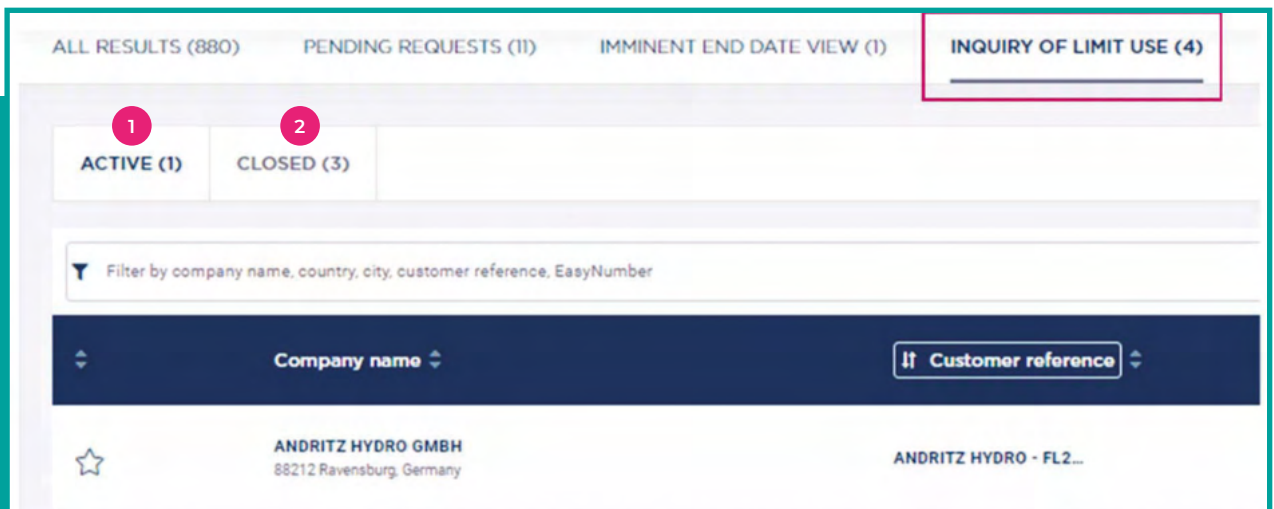 ALL RESULTS (880) PENDING REQUESTS (11) IMMINENT END DATE VIEW (1) INQUIRY OF LIMIT USE (4)
1 2
ACTIVE (1) CLOSED (3)
Filter by company name, country, city, customer reference, EasyNumber
Company name Customer reference
ANDRITZ HYDRO GMBH
88212 Ravensburg, Germany
ANDRITZ HYDRO - FL2...